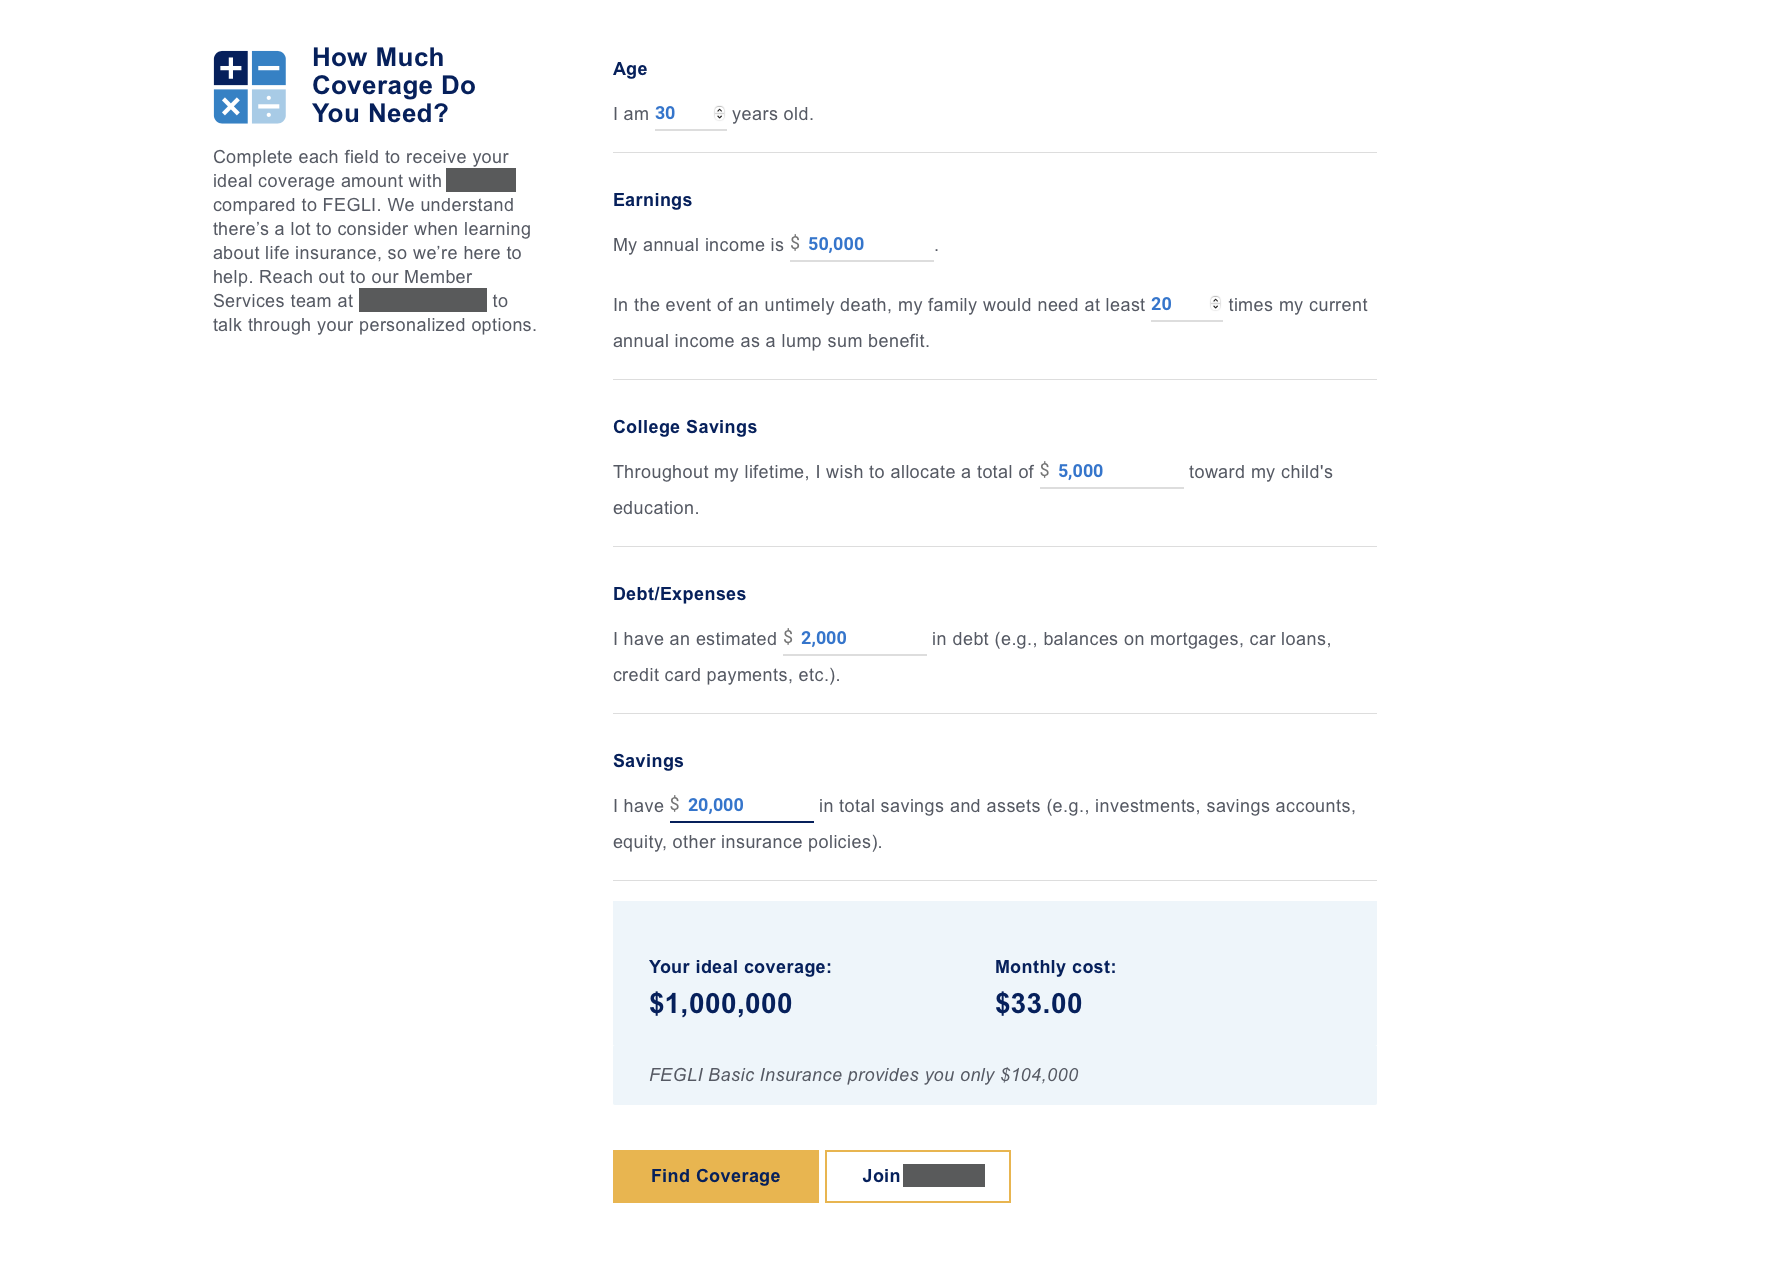 How Much
Coverage Do
You Need?
Complete each field to receive your
ideal coverage amount with
compared to FEGLI. We understand
there’s a lot to consider when learning
about life insurance, so we’re here to
help. Reach out to our Member
Services team at to
talk through your personalized options.
Age
I am 30 years old.
Earnings
My annual income is $ 50,000 .
In the event of an untimely death, my family would need at least 20 times my current
annual income as a lump sum benefit.
College Savings
Throughout my lifetime, I wish to allocate a total of $ 5,000 toward my child's
education.
Debt/Expenses
I have an estimated $ 2,000 in debt (e.g., balances on mortgages, car loans,
credit card payments, etc.).
Savings
I have $ 20,000 in total savings and assets (e.g., investments, savings accounts,
equity, other insurance policies).
Your ideal coverage: Monthly cost:
$1,000,000 $33.00
FEGLI Basic Insurance provides you only $104,000
Find Coverage Join